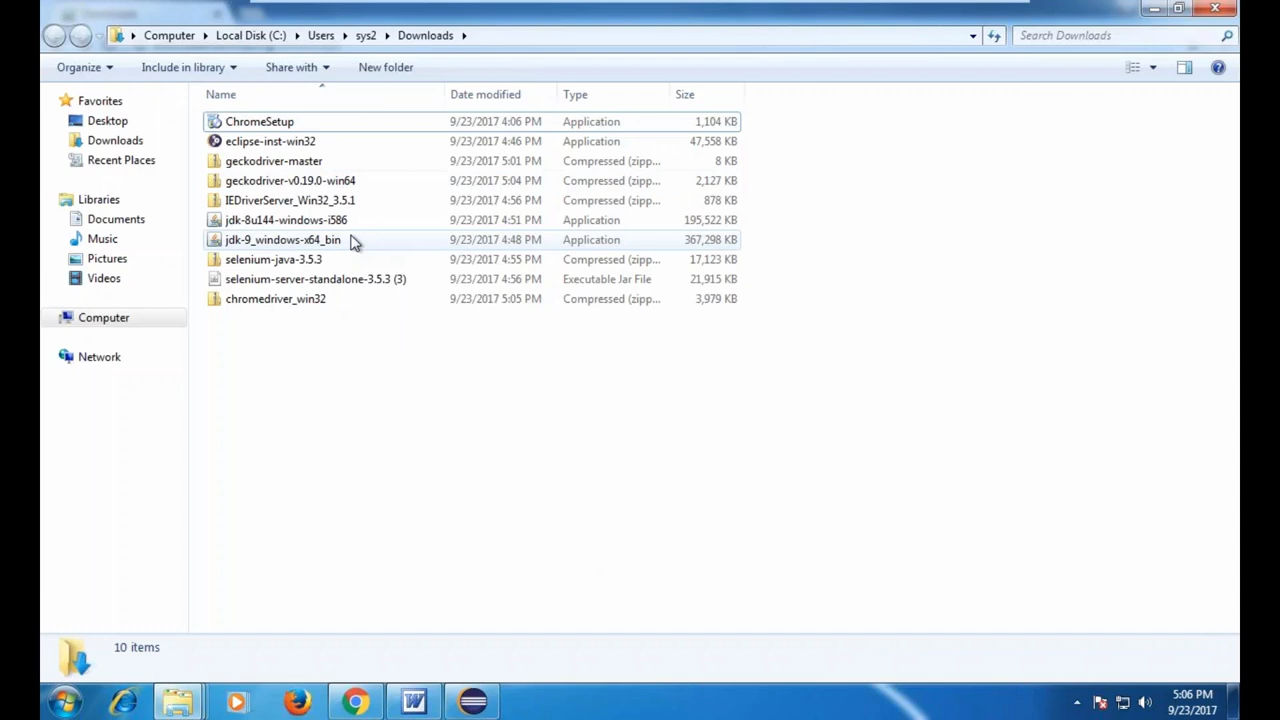 Computer Local Disk (C:) Users sys2 Downloads Search Downloads
Organize Include in library Share with New folder
Name Date modified Type Size
Favorites
Desktop
Downloads
Recent Places
Libraries
Documents
Music
Pictures
Videos
Computer
Network
ChromeSetup 9/23/2017 4:06 PM Application 1,104 KB
eclipse-inst-win32 9/23/2017 4:46 PM Application 47,558 KB
geckodriver-master 9/23/2017 5:01 PM Compressed (zipp... 8 KB
geckodriver-v0.19.0-win64 9/23/2017 5:04 PM Compressed (zipp... 2,127 KB
IEDriverServer_Win32_3.5.1 9/23/2017 5:06 PM Compressed (zipp... 878 KB
jdk-8u144-windows-i586 9/23/2017 4:51 PM Application 195,522 KB
jdk-9_windows-x64_bin 9/23/2017 4:48 PM Application 367,298 KB
selenium-java-3.5.3 9/23/2017 4:55 PM Compressed (zipp... 17,123 KB
selenium-server-standalone-3.5.3 (3) 9/23/2017 4:56 PM Executable Jar File 21,915 KB
chromedriver_win32 9/23/2017 5:05 PM Compressed (zipp... 3,979 KB
10 items
5:06 PM
9/23/2017